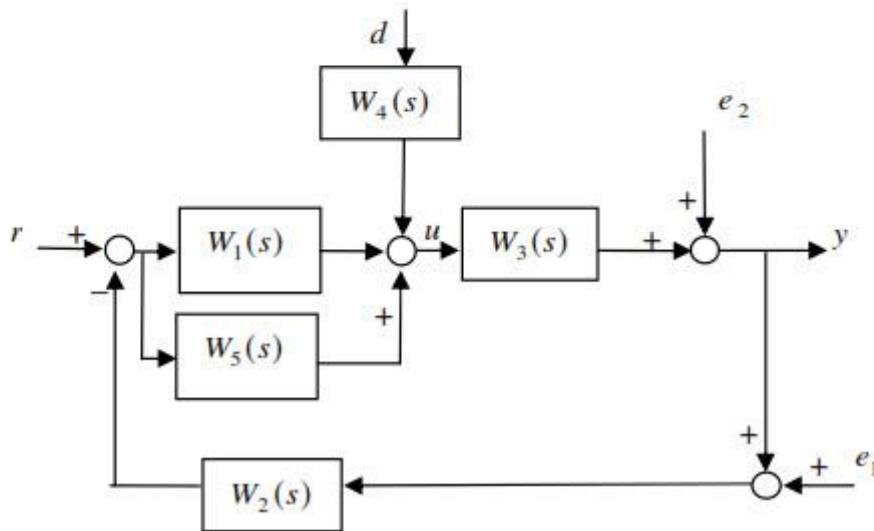 d
W₄(s)
e₂
r
+
W₁(s)
u
W₃(s)
+
+
y
−
+
W₅(s)
+
W₂(s)
+
e₁